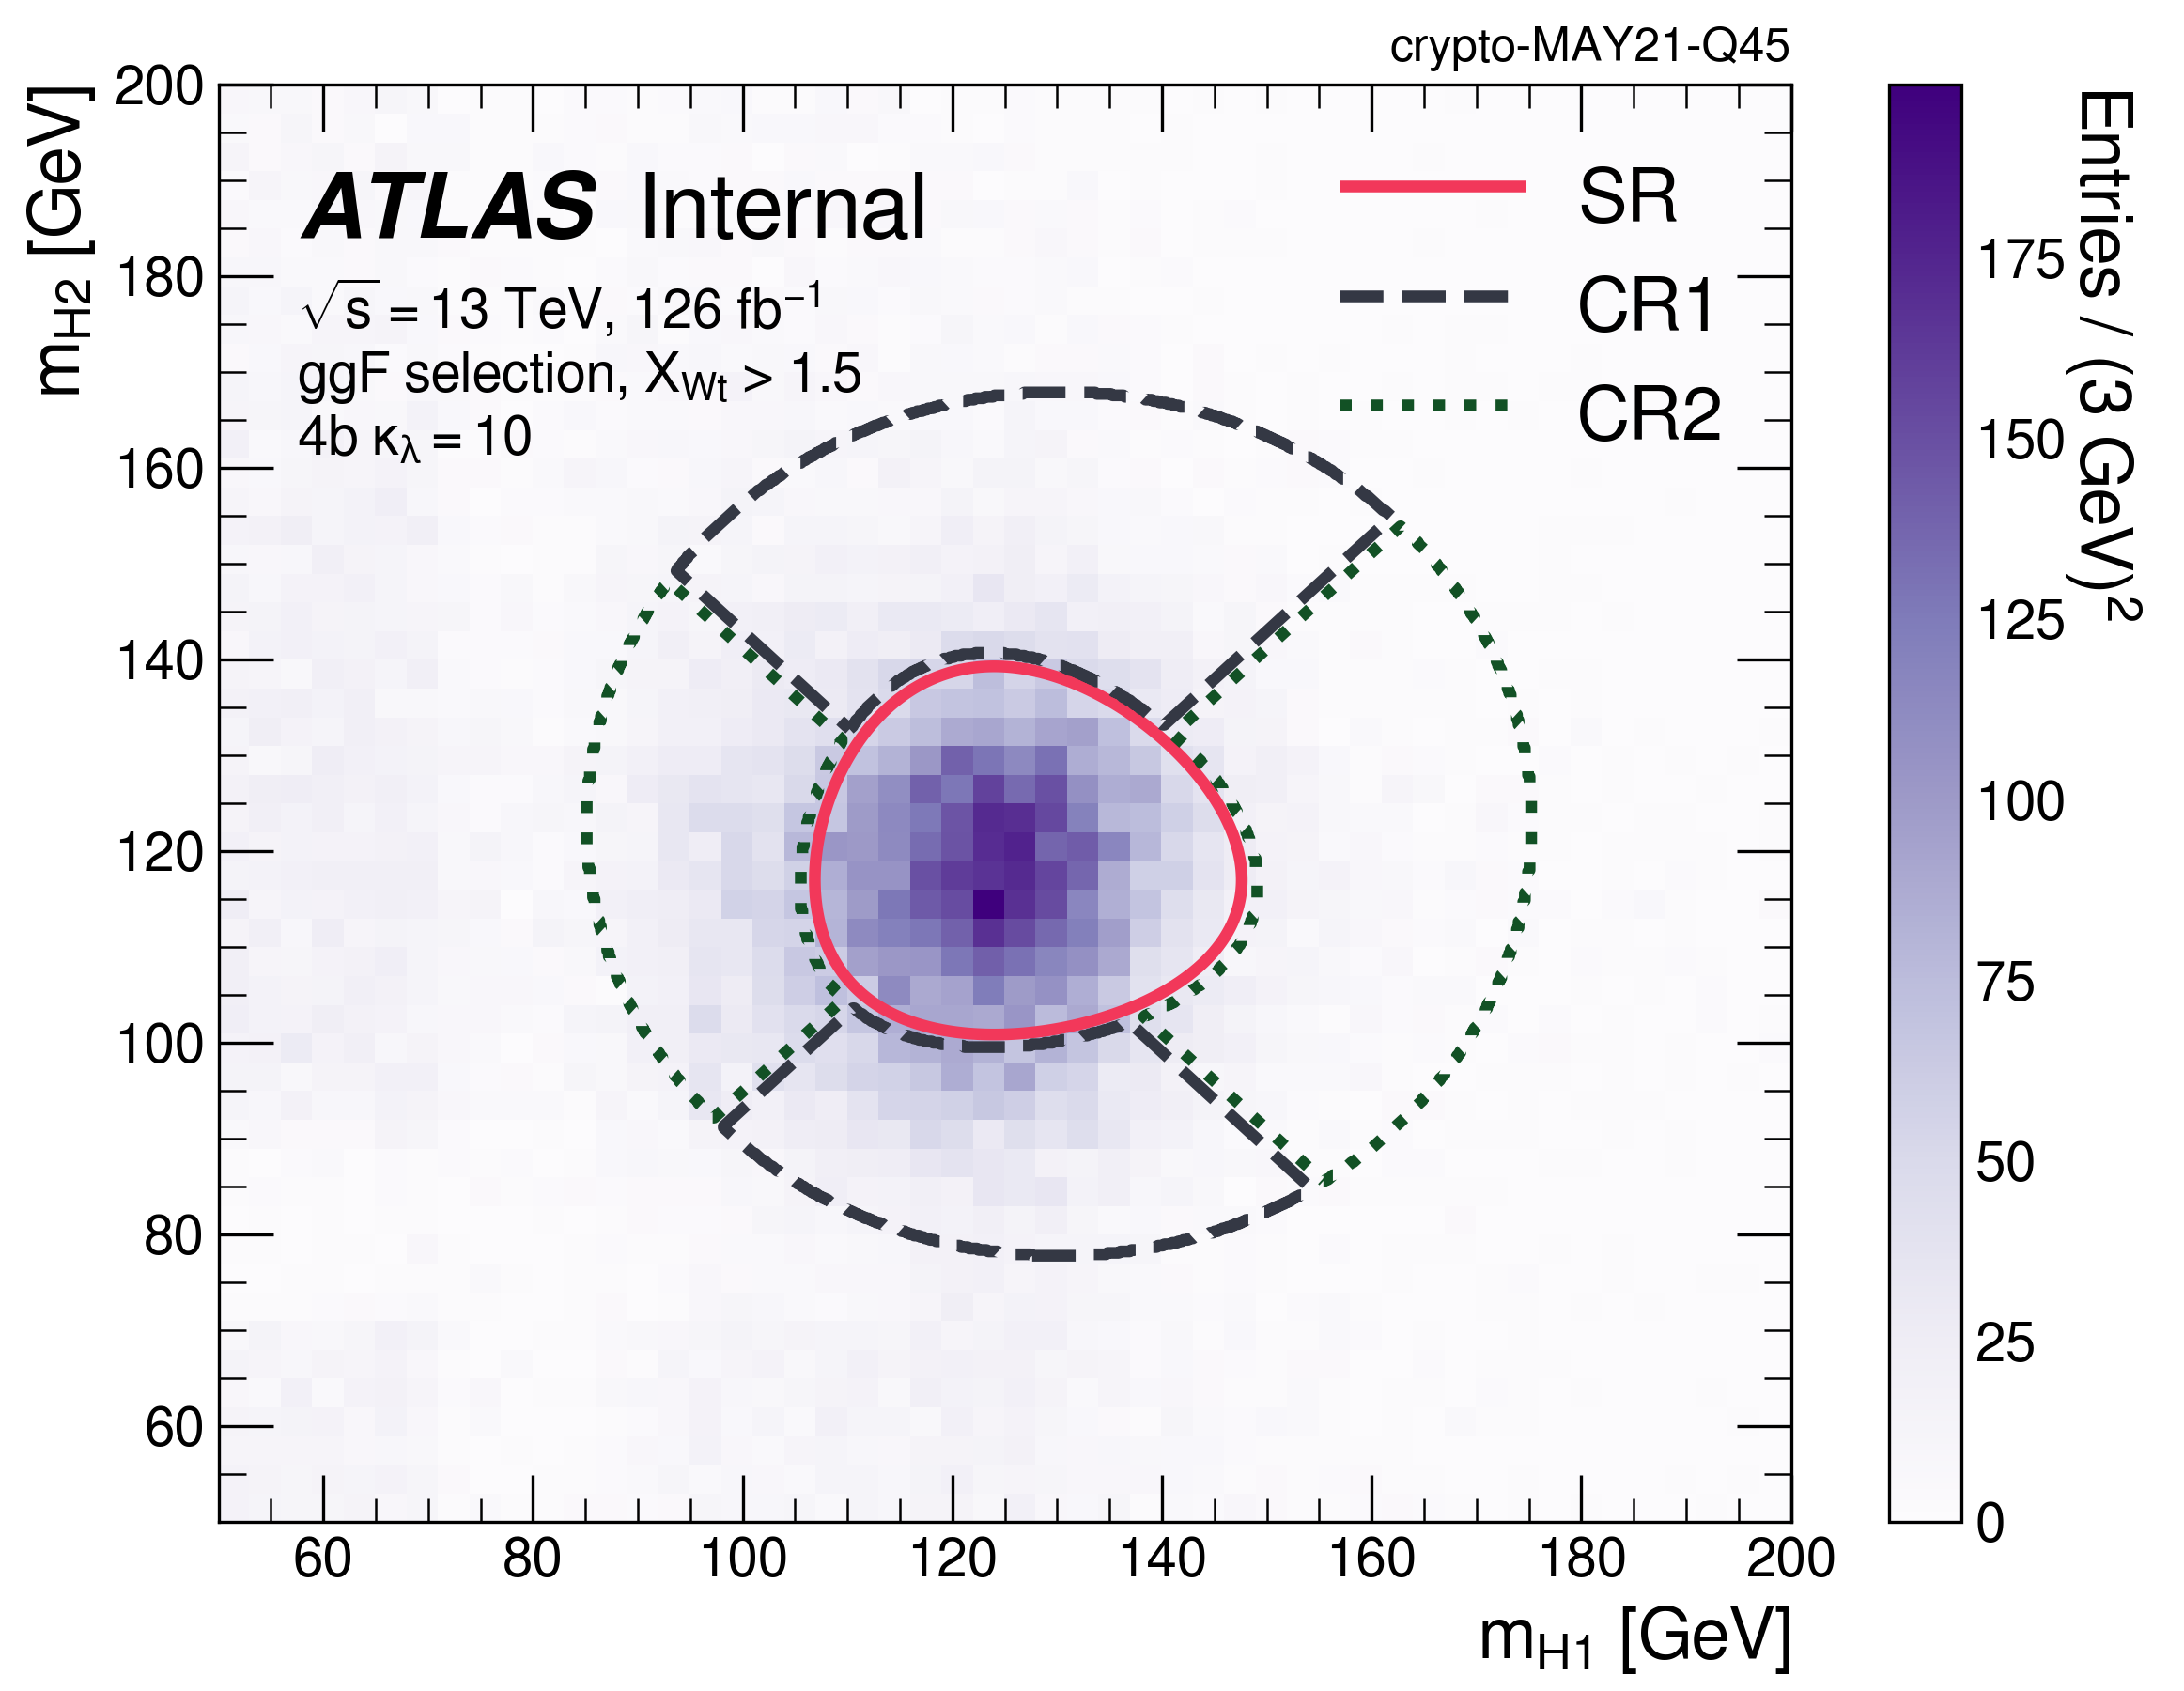 crypto-MAY21-Q45
ATLAS Internal
√s = 13 TeV, 126 fb⁻¹
ggF selection, X_Wt > 1.5
4b κ_λ = 10
SR
CR1
CR2
m_H2 [GeV]
200
180
160
140
120
100
80
60
60
80
100
120
140
160
180
200
m_H1 [GeV]
175
150
125
100
75
50
25
0
Entries / (3 GeV)²